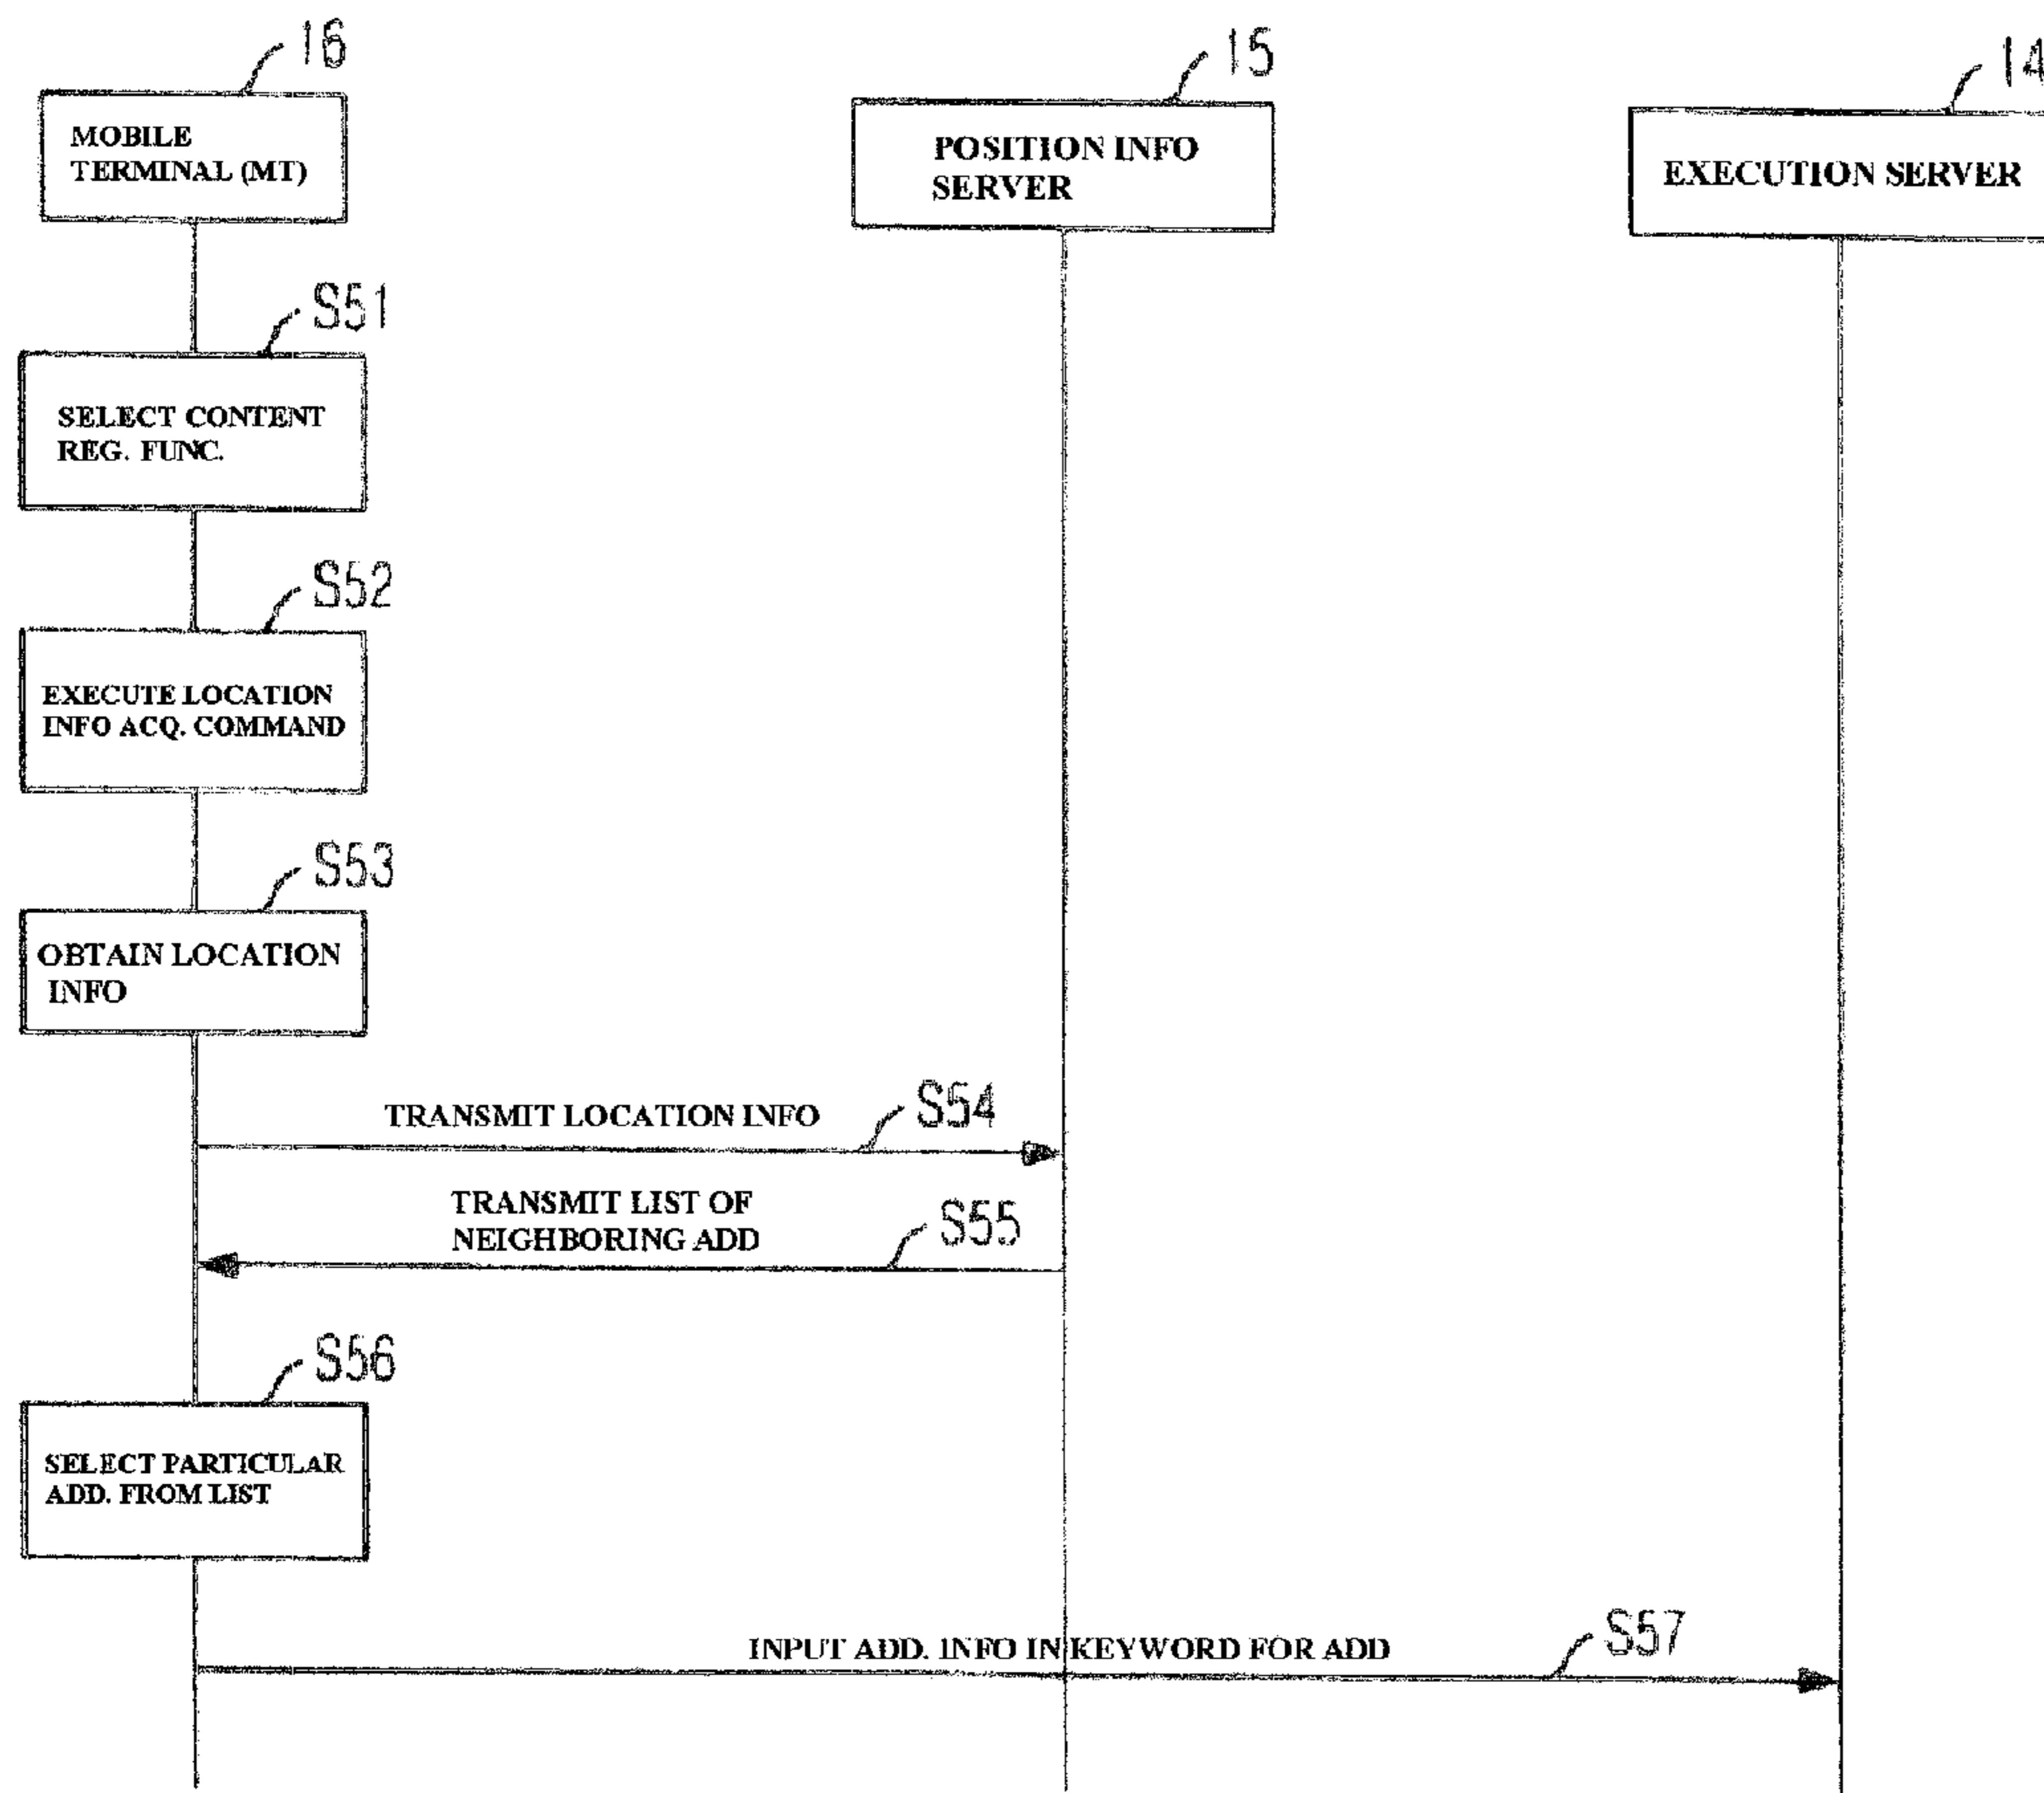 16
15
14
MOBILE
TERMINAL (MT)
POSITION INFO
SERVER
EXECUTION SERVER
S51
SELECT CONTENT
REG. FUNC.
S52
EXECUTE LOCATION
INFO ACQ. COMMAND
S53
OBTAIN LOCATION
INFO
TRANSMIT LOCATION INFO
S54
TRANSMIT LIST OF
NEIGHBORING ADD
S55
S56
SELECT PARTICULAR
ADD. FROM LIST
INPUT ADD. INFO IN KEYWORD FOR ADD
S57